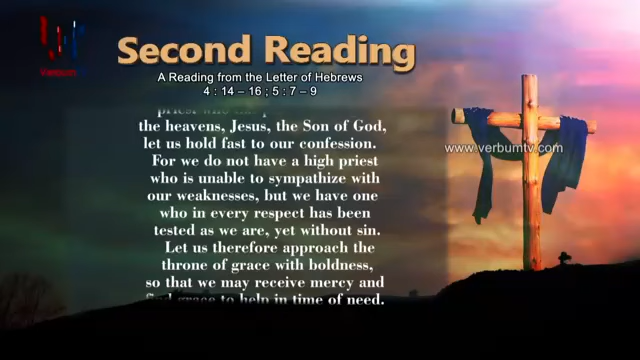 Verbum
Second Reading
A Reading from the Letter of Hebrews
4 : 14 – 16 ; 5 : 7 – 9
priest who
the heavens, Jesus, the Son of God,
let us hold fast to our confession.
For we do not have a high priest
who is unable to sympathize with
our weaknesses, but we have one
who in every respect has been
tested as we are, yet without sin.
Let us therefore approach the
throne of grace with boldness,
so that we may receive mercy and
find grace to help in time of need.
www.verbumtv.com